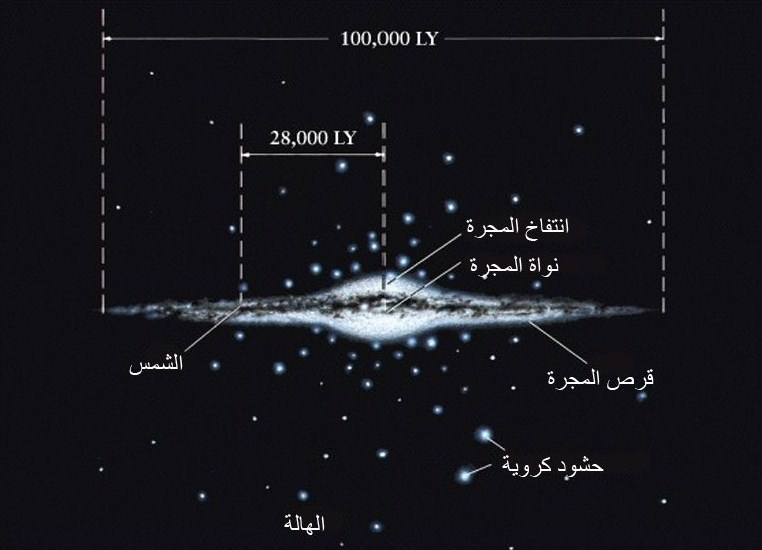 100,000 LY
28,000 LY
انتفاخ المجرة
نواة المجرة
الشمس
قرص المجرة
حشود كروية
الهالة